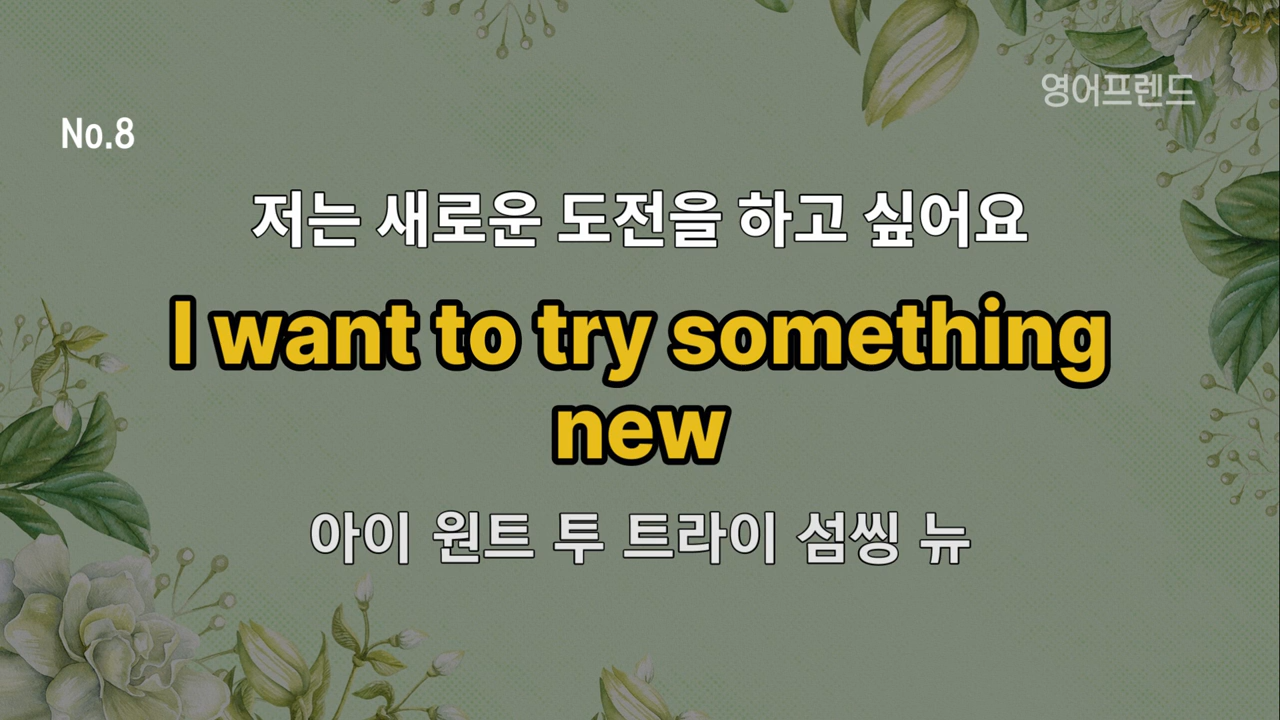 영어프렌드
No.8
저는 새로운 도전을 하고 싶어요
I want to try something
new
아이 원트 투 트라이 섬씽 뉴